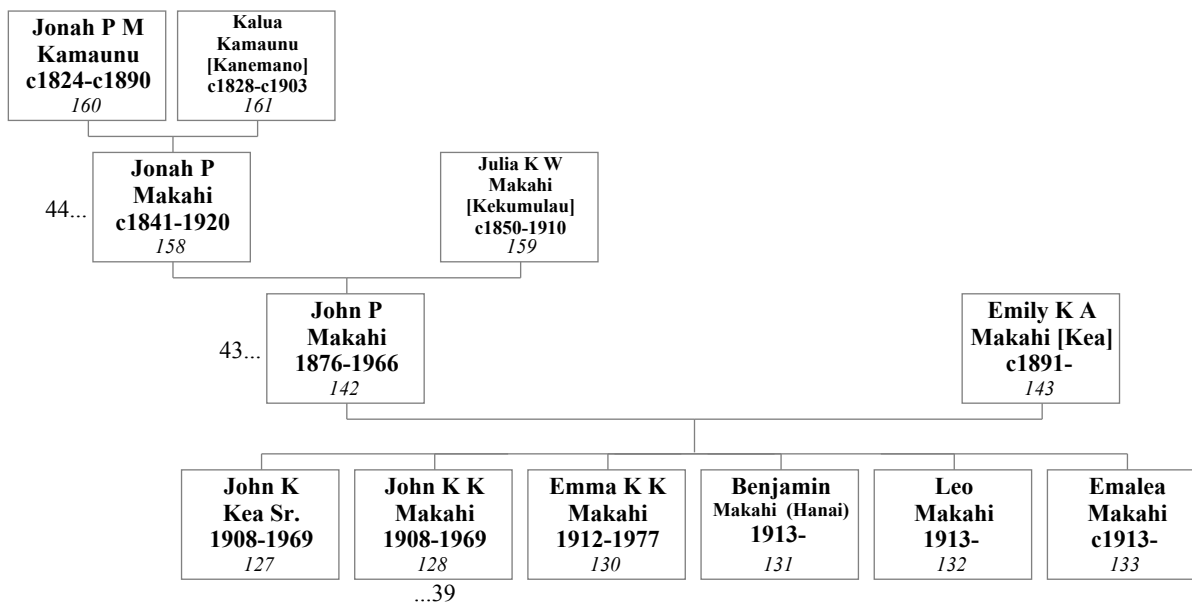 Jonah P M
Kamaunu
c1824-c1890
160
Kalua
Kamaunu
[Kanemano]
c1828-c1903
161
44...
Jonah P
Makahi
c1841-1920
158
Julia K W
Makahi
[Kekumulau]
c1850-1910
159
43...
John P
Makahi
1876-1966
142
Emily K A
Makahi [Kea]
c1891-
143
John K
Kea Sr.
1908-1969
127
John K K
Makahi
1908-1969
128
...39
Emma K K
Makahi
1912-1977
130
Benjamin
Makahi (Hanai)
1913-
131
Leo
Makahi
1913-
132
Emalea
Makahi
c1913-
133